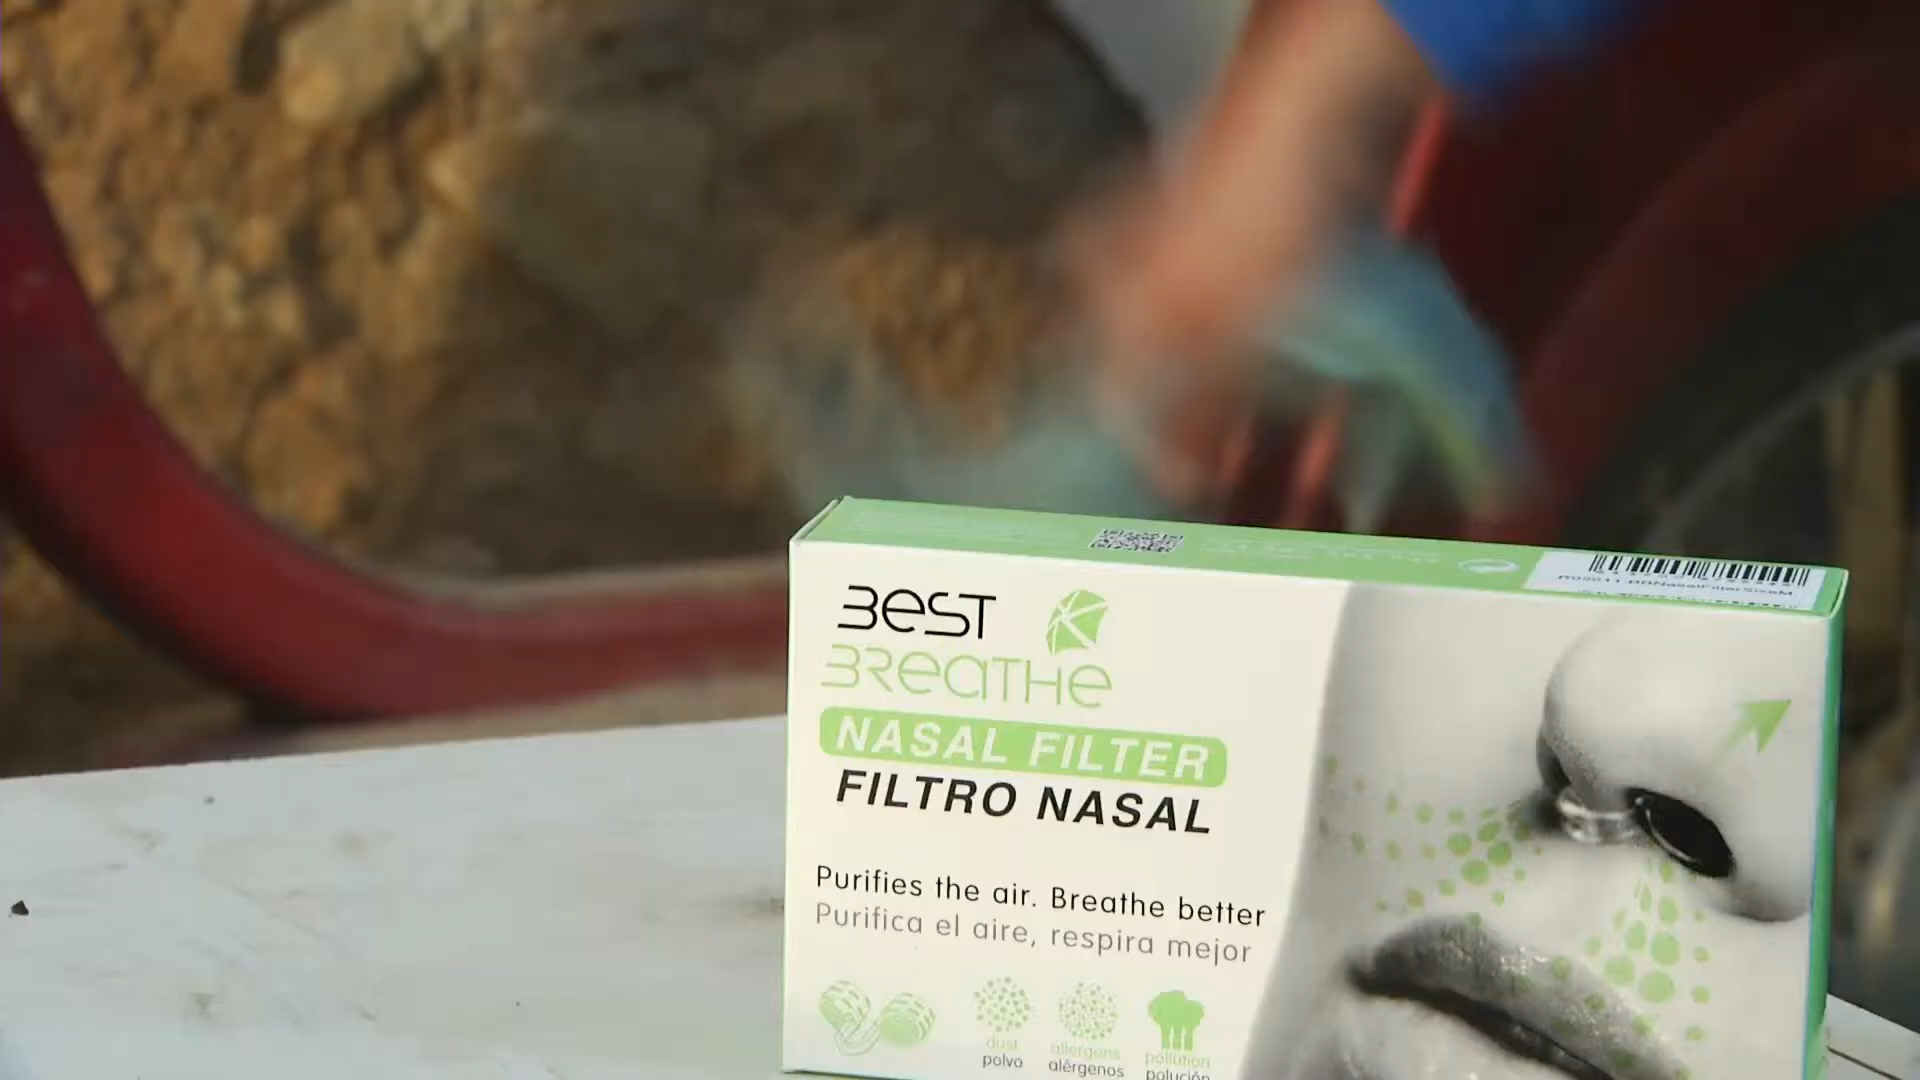 BEST
BREATHE
NASAL FILTER
FILTRO NASAL
Purifies the air. Breathe better
Purifica el aire, respira mejor
dust
polvo
allergens
alérgenos
pollution
polución